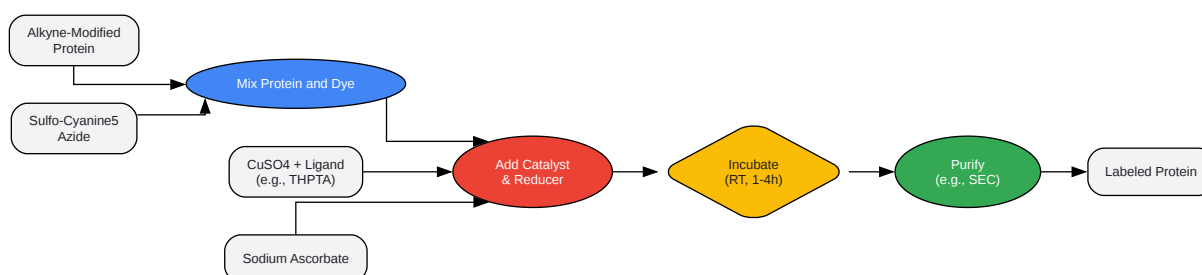 Alkyne-Modified
Protein
Mix Protein and Dye
Sulfo-Cyanine5
Azide
CuSO4 + Ligand
(e.g., THPTA)
Add Catalyst
& Reducer
Incubate
(RT, 1-4h)
Purify
(e.g., SEC)
Labeled Protein
Sodium Ascorbate